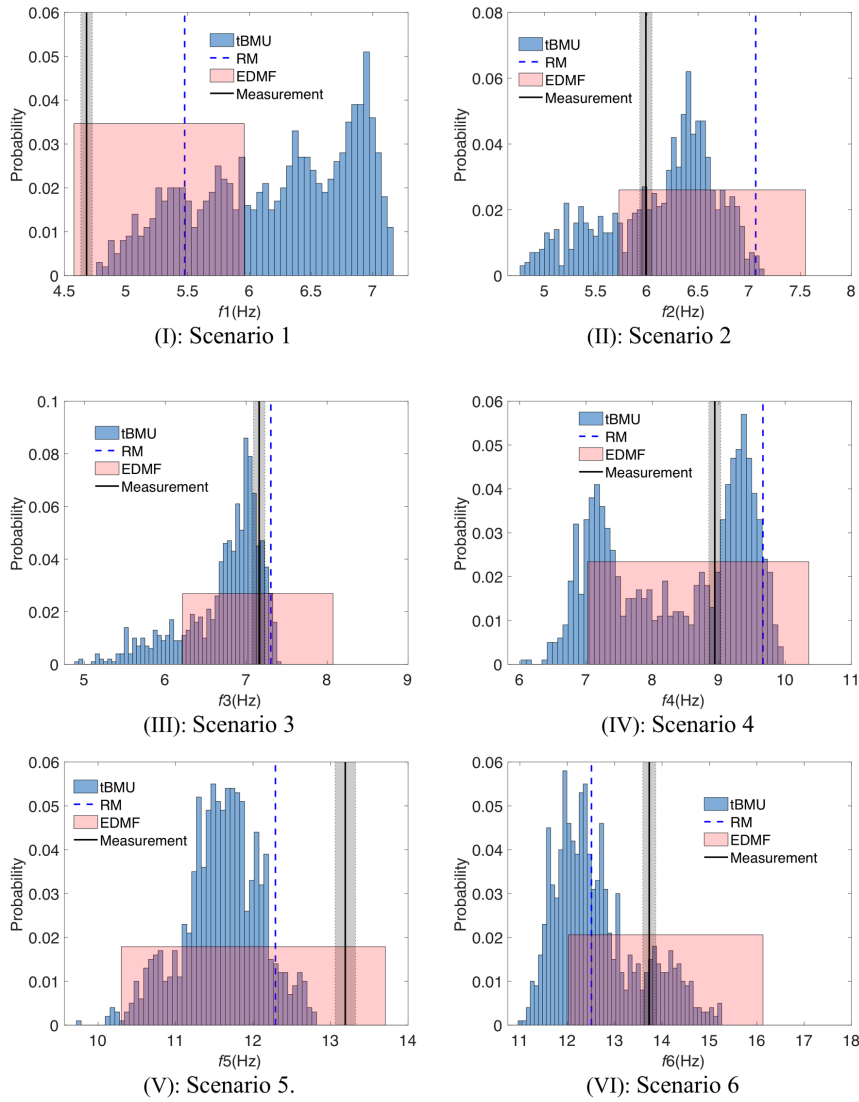 0.06
0.05
0.04
0.03
0.02
0.01
0
Probability
tBMU
RM
EDMF
Measurement
4.5 5 5.5 6 6.5 7
f1(Hz)
(I): Scenario 1
0.08
0.06
0.04
0.02
0
Probability
tBMU
RM
EDMF
Measurement
5 5.5 6 6.5 7 7.5 8
f2(Hz)
(II): Scenario 2
0.1
0.08
0.06
0.04
0.02
0
Probability
tBMU
RM
EDMF
Measurement
5 6 7 8 9
f3(Hz)
(III): Scenario 3
0.06
0.05
0.04
0.03
0.02
0.01
0
Probability
tBMU
RM
EDMF
Measurement
6 7 8 9 10 11
f4(Hz)
(IV): Scenario 4
0.06
0.05
0.04
0.03
0.02
0.01
0
Probability
tBMU
RM
EDMF
Measurement
10 11 12 13 14
f5(Hz)
(V): Scenario 5.
0.06
0.05
0.04
0.03
0.02
0.01
0
Probability
tBMU
RM
EDMF
Measurement
11 12 13 14 15 16 17 18
f6(Hz)
(VI): Scenario 6